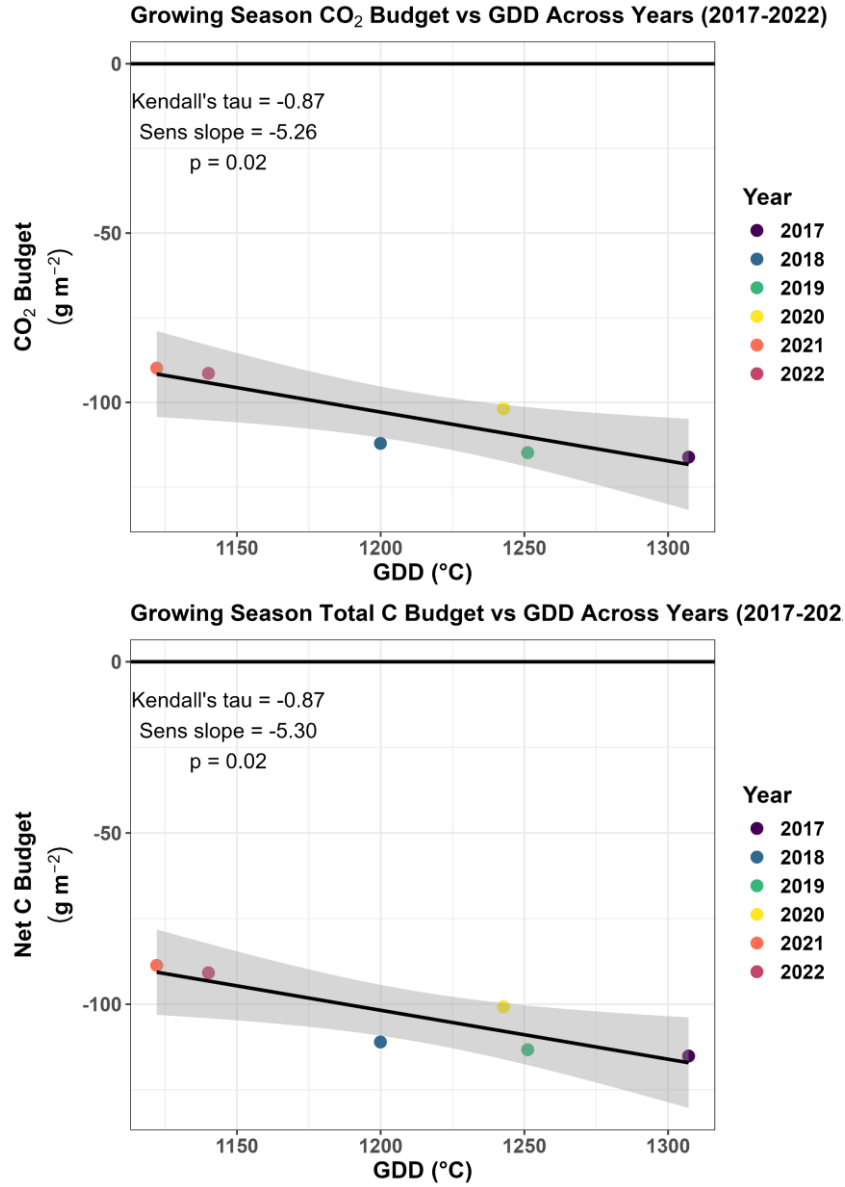 Growing Season CO₂ Budget vs GDD Across Years (2017-2022)
0
Kendall's tau = -0.87
Sens slope = -5.26
p = 0.02
-50
-100
CO₂ Budget
(g m⁻²)
1150 1200 1250 1300
GDD (°C)
Year
2017
2018
2019
2020
2021
2022
Growing Season Total C Budget vs GDD Across Years (2017-202
0
Kendall's tau = -0.87
Sens slope = -5.30
p = 0.02
-50
-100
Net C Budget
(g m⁻²)
1150 1200 1250 1300
GDD (°C)
Year
2017
2018
2019
2020
2021
2022